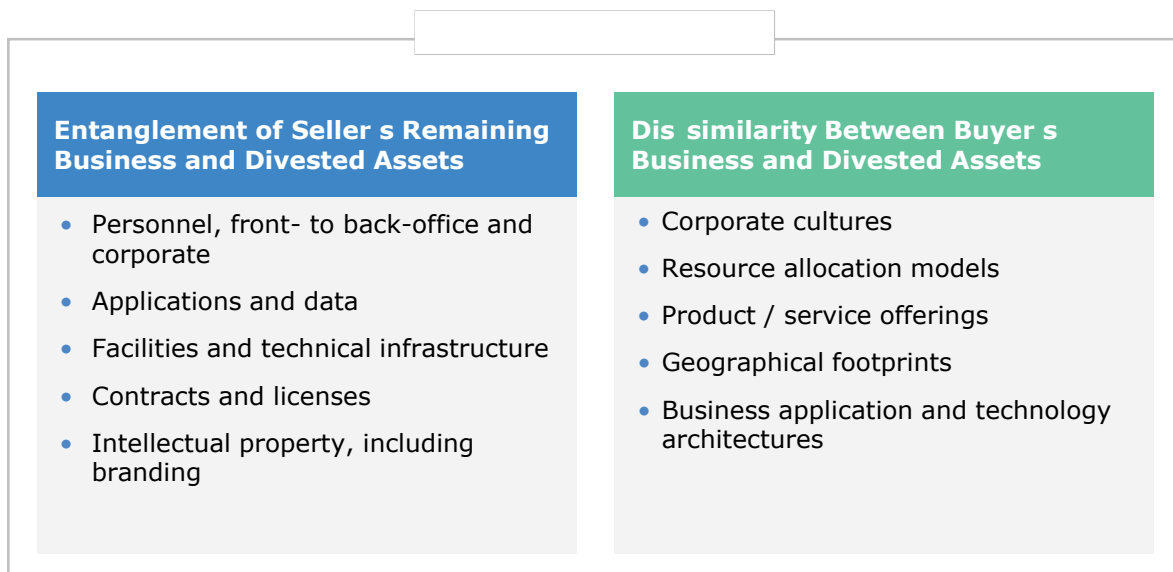 Entanglement of Seller s Remaining
Business and Divested Assets
• Personnel, front- to back-office and
corporate
• Applications and data
• Facilities and technical infrastructure
• Contracts and licenses
• Intellectual property, including
branding
Dis similarity Between Buyer s
Business and Divested Assets
• Corporate cultures
• Resource allocation models
• Product / service offerings
• Geographical footprints
• Business application and technology
architectures